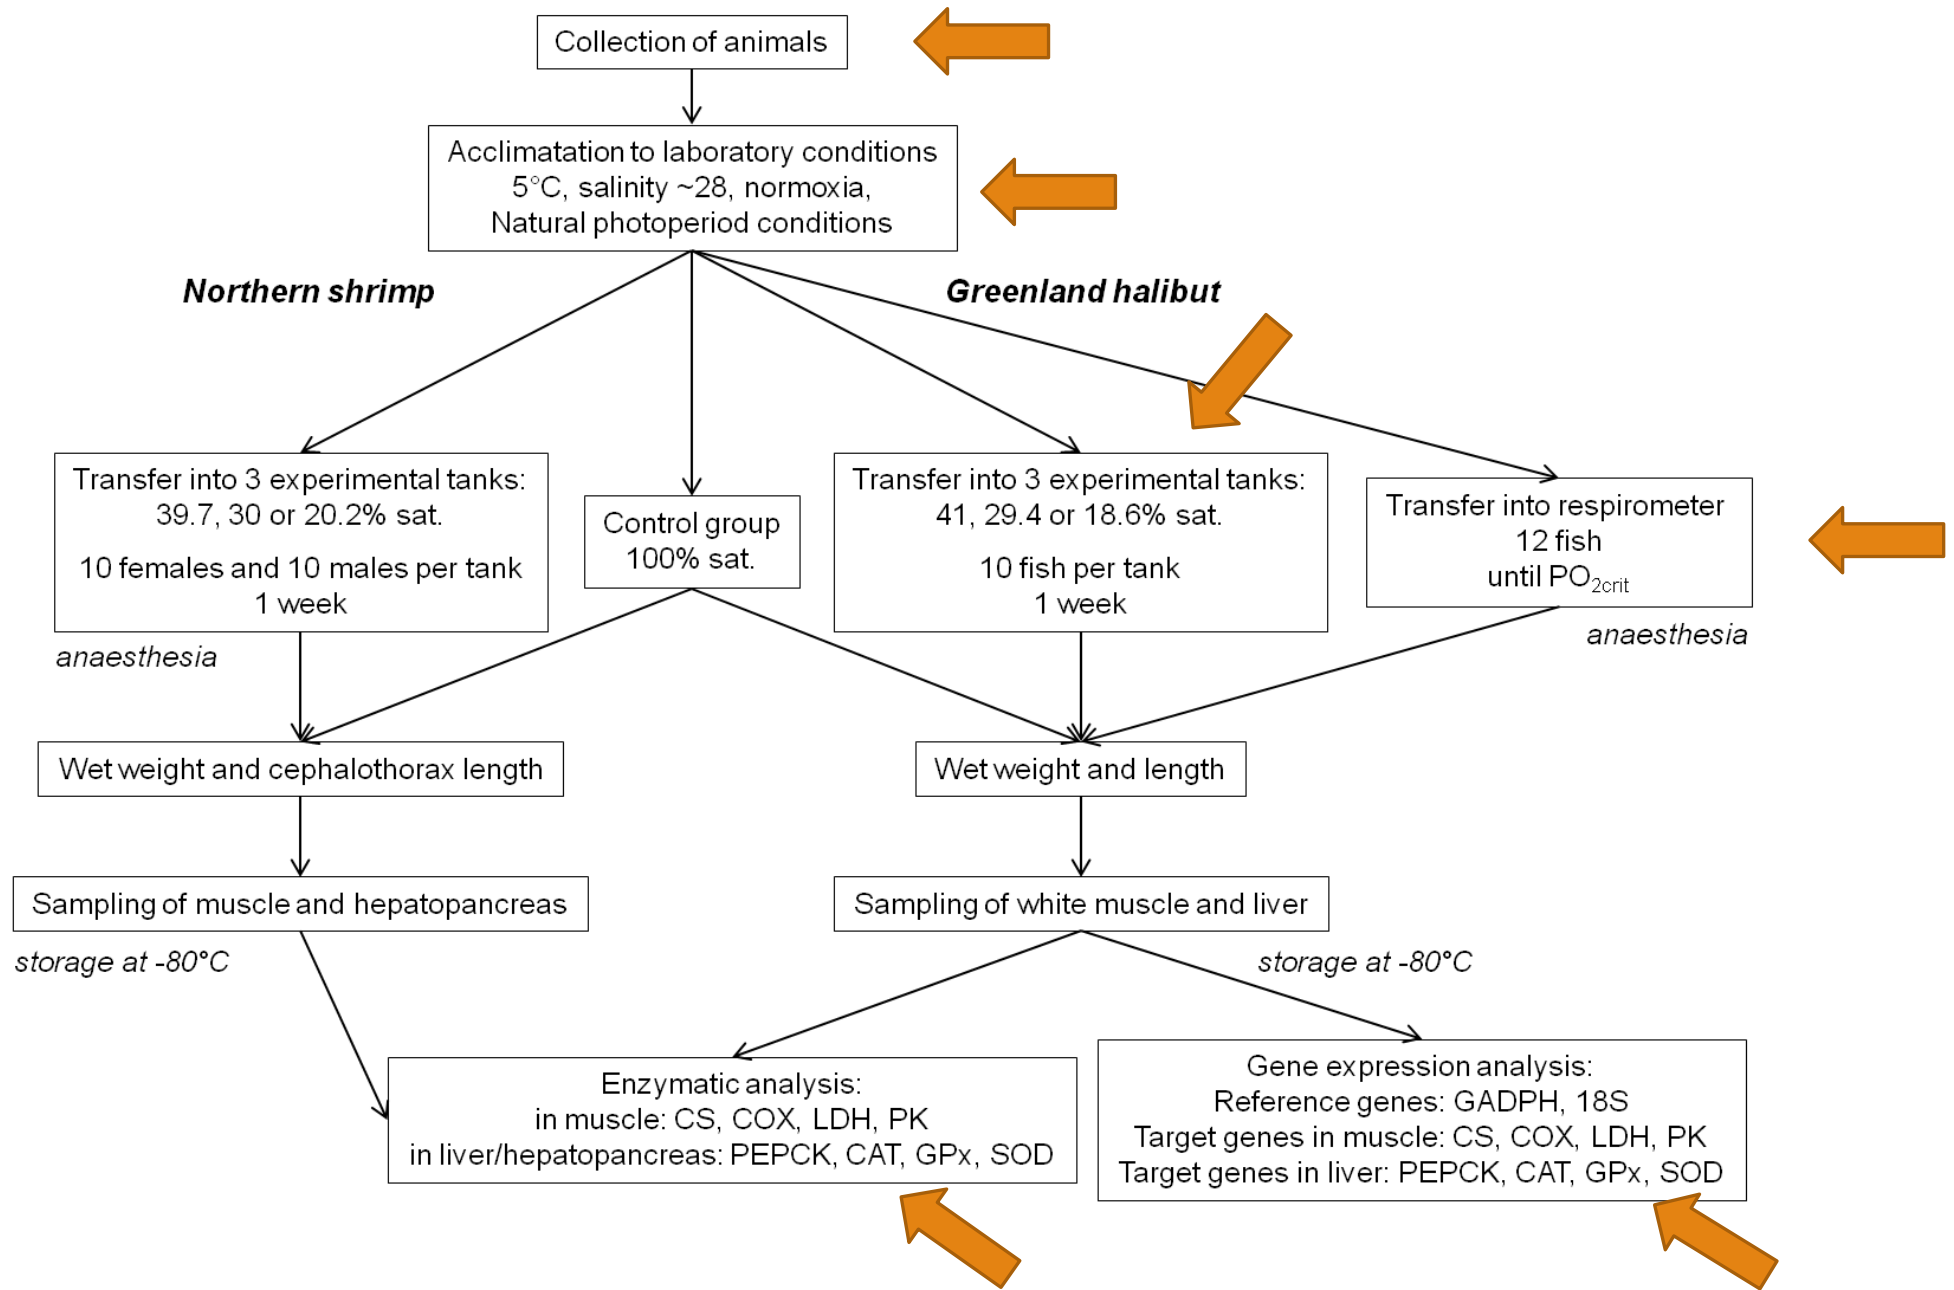 Collection of animals
Acclimatation to laboratory conditions
5°C, salinity ~28, normoxia,
Natural photoperiod conditions
Northern shrimp
Greenland halibut
Transfer into 3 experimental tanks:
39.7, 30 or 20.2% sat.
10 females and 10 males per tank
1 week
Control group
100% sat.
Transfer into 3 experimental tanks:
41, 29.4 or 18.6% sat.
10 fish per tank
1 week
Transfer into respirometer
12 fish
until PO2crit
anaesthesia
anaesthesia
Wet weight and cephalothorax length
Wet weight and length
Sampling of muscle and hepatopancreas
Sampling of white muscle and liver
storage at -80°C
storage at -80°C
Enzymatic analysis:
in muscle: CS, COX, LDH, PK
in liver/hepatopancreas: PEPCK, CAT, GPx, SOD
Gene expression analysis:
Reference genes: GADPH, 18S
Target genes in muscle: CS, COX, LDH, PK
Target genes in liver: PEPCK, CAT, GPx, SOD